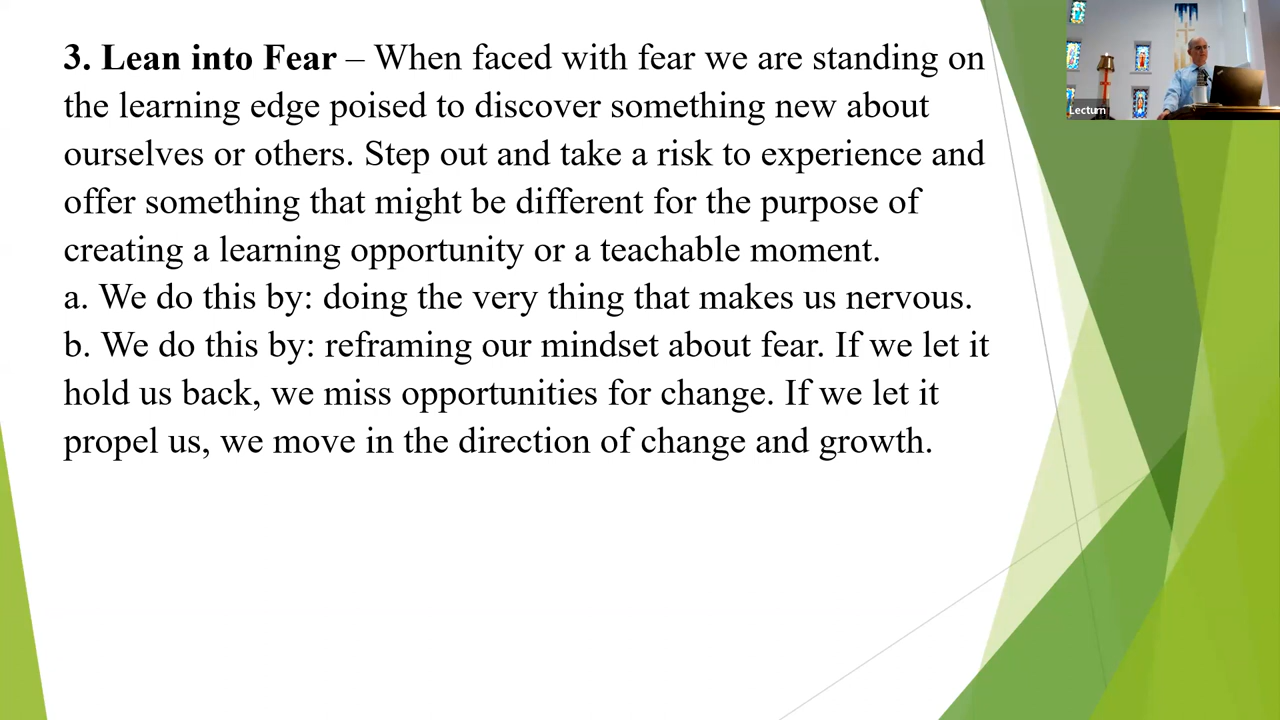 3. Lean into Fear – When faced with fear we are standing on
the learning edge poised to discover something new about
ourselves or others. Step out and take a risk to experience and
offer something that might be different for the purpose of
creating a learning opportunity or a teachable moment.
a. We do this by: doing the very thing that makes us nervous.
b. We do this by: reframing our mindset about fear. If we let it
hold us back, we miss opportunities for change. If we let it
propel us, we move in the direction of change and growth.
Lecturn